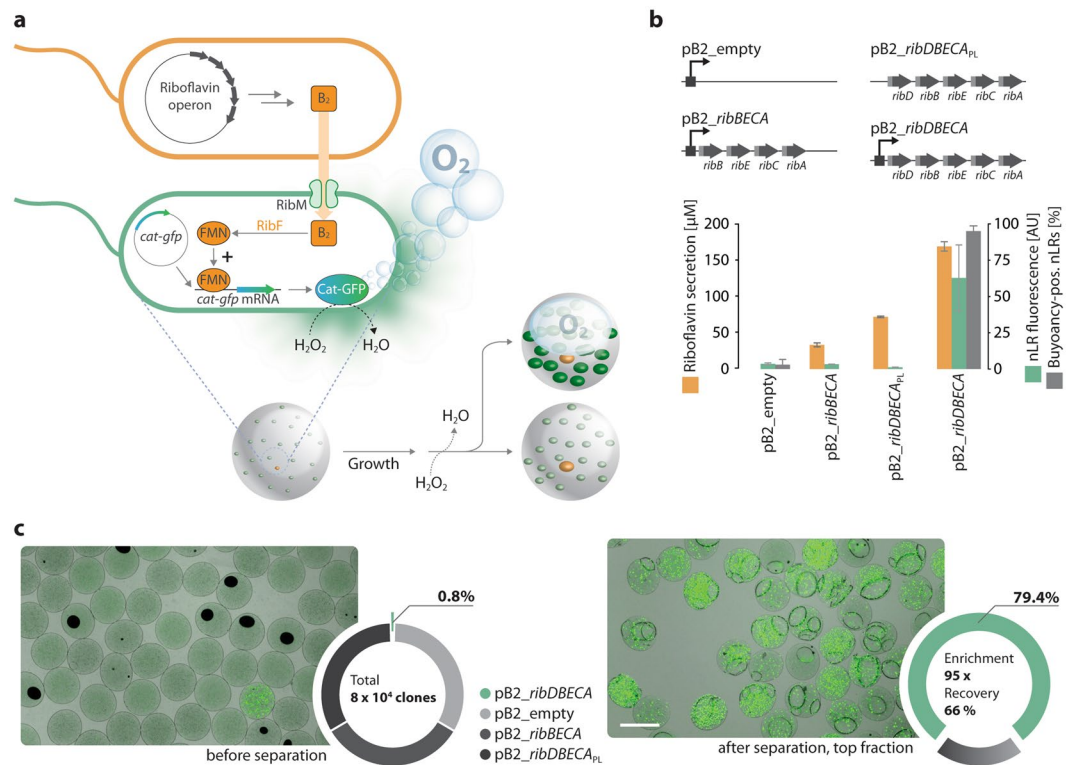 a
Riboflavin
operon
B₂
O₂
RibM
cat-gfp
FMN
RibF
B₂
+
FMN
cat-gfp mRNA
Cat-GFP
H₂O₂
H₂O
O₂
Growth
H₂O
H₂O₂
b
pB2_empty
pB2_ribDBECA_PL
ribD ribB ribE ribC ribA
pB2_ribBECA
ribB ribE ribC ribA
pB2_ribDBECA
ribD ribB ribE ribC ribA
Riboflavin secretion [µM]
200
150
100
50
0
100
75
50
25
0
nLR fluorescence [AU]
Buyoancy-pos. nLRs [%]
pB2_empty
pB2_ribBECA
pB2_ribDBECA_PL
pB2_ribDBECA
c
before separation
0.8%
Total
8 x 10⁴ clones
pB2_ribDBECA
pB2_empty
pB2_ribBECA
pB2_ribDBECA_PL
after separation, top fraction
79.4%
Enrichment
95 x
Recovery
66 %